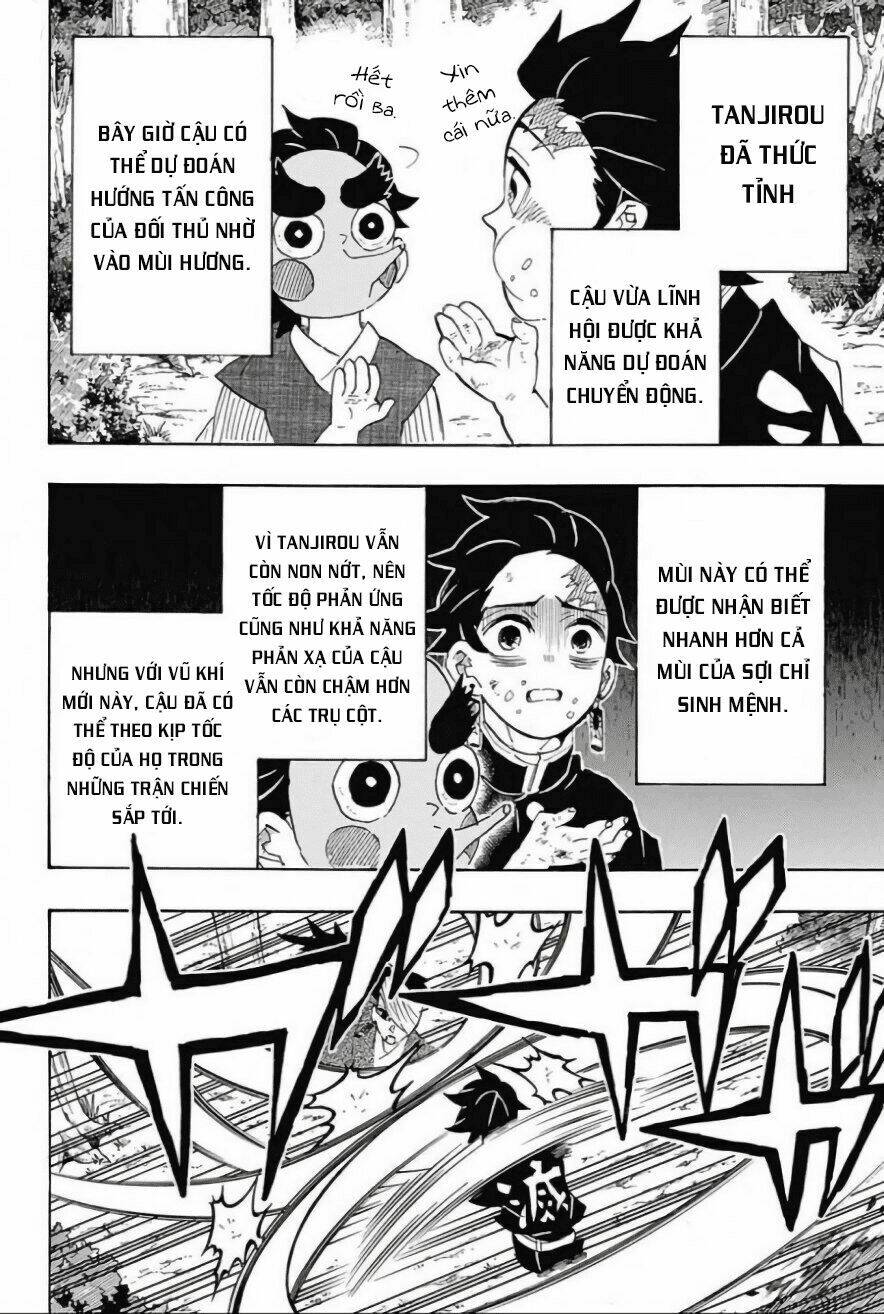 TANJIROU
ĐÃ THỨC
TỈNH
CẬU VỪA LĨNH
HỘI ĐƯỢC KHẢ
NĂNG DỰ ĐOÁN
CHUYỂN ĐỘNG.
Xin
thêm
cái nữa.
Hết
rồi ba.
BÂY GIỜ CẬU CÓ
THỂ DỰ ĐOÁN
HƯỚNG TẤN CÔNG
CỦA ĐỐI THỦ NHỜ
VÀO MÙI HƯƠNG.
MÙI NÀY CÓ THỂ
ĐƯỢC NHẬN BIẾT
NHANH HƠN CẢ
MÙI CỦA SỢI CHỈ
SINH MỆNH.
VÌ TANJIROU VẪN
CÒN NON NỚT, NÊN
TỐC ĐỘ PHẢN ỨNG
CŨNG NHƯ KHẢ NĂNG
PHẢN XẠ CỦA CẬU
VẪN CÒN CHẬM HƠN
CÁC TRỤ CỘT.
NHƯNG VỚI VŨ KHÍ
MỚI NÀY, CẬU ĐÃ CÓ
THỂ THEO KỊP TỐC
ĐỘ CỦA HỌ TRONG
NHỮNG TRẬN CHIẾN
SẮP TỚI.
ガガガ
滅